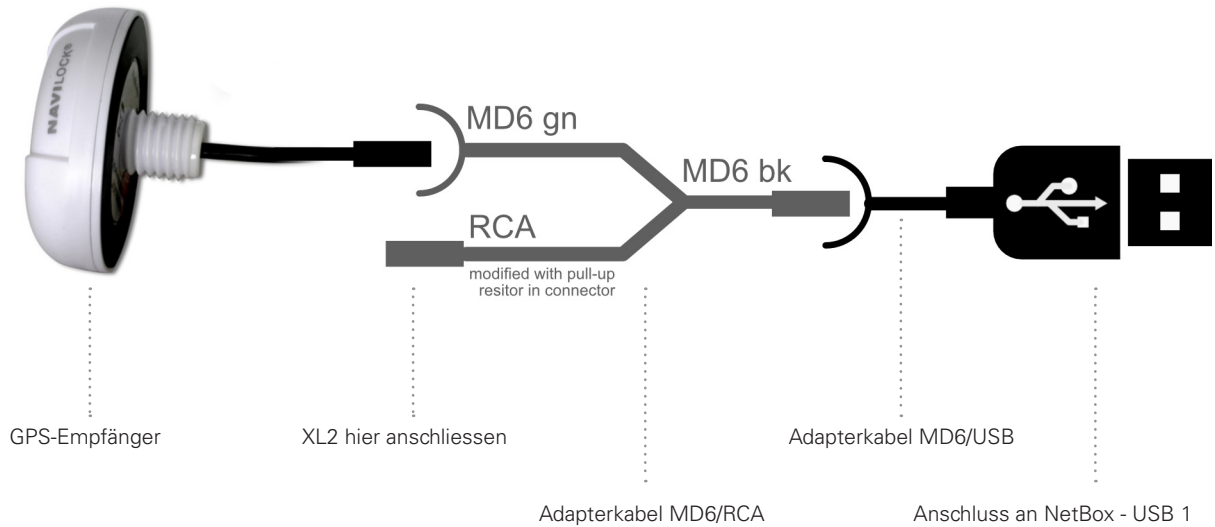 NAVILOCK®
MD6 gn
MD6 bk
RCA
modified with pull-up
resitor in connector
GPS-Empfänger
XL2 hier anschliessen
Adapterkabel MD6/USB
Adapterkabel MD6/RCA
Anschluss an NetBox - USB 1